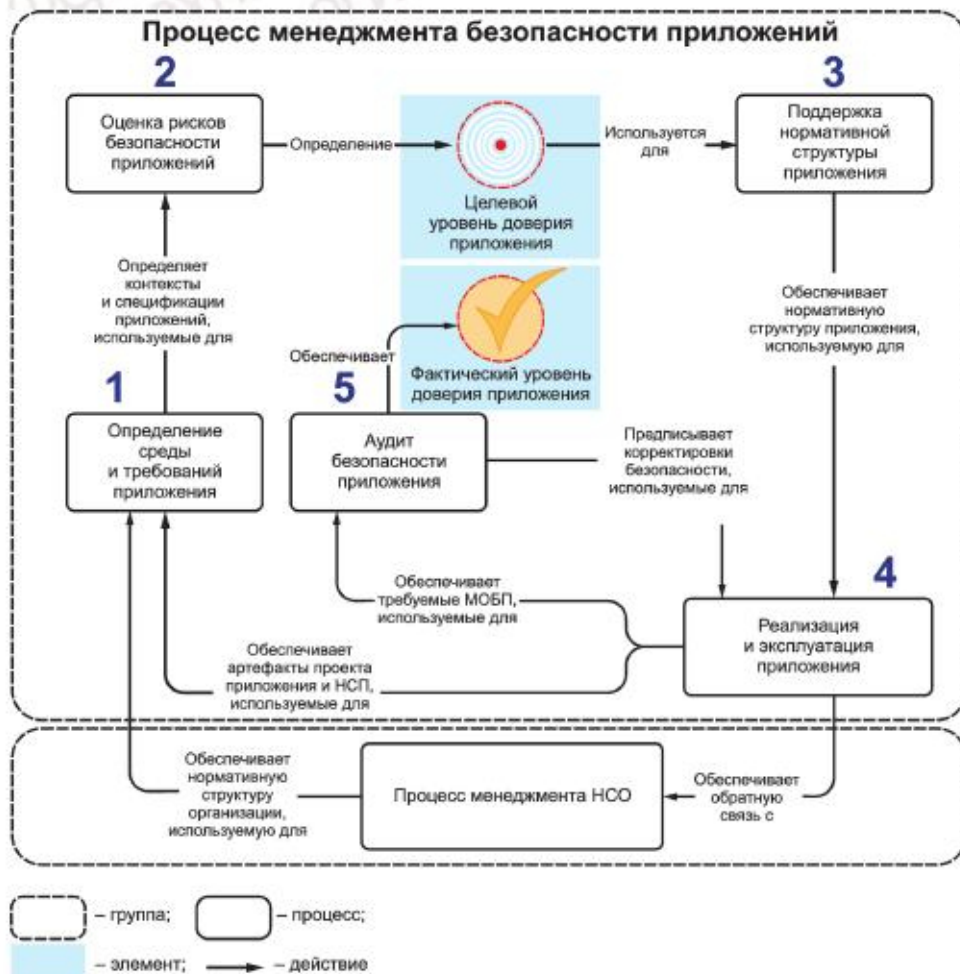 Процесс менеджмента безопасности приложений
2
3
Оценка рисков
безопасности
приложений
Определение
Целевой
уровень доверия
приложения
Используется
для
Поддержка
нормативной
структуры
приложения
Определяет
контексты
и спецификации
приложений,
используемые для
Обеспечивает
Фактический уровень
доверия приложения
Обеспечивает
нормативную
структуру приложения,
используемую для
1
5
Определение
среды
и требований
приложения
Аудит
безопасности
приложения
Предписывает
корректировки
безопасности,
используемые для
4
Обеспечивает
требуемые МОБП,
используемые для
Реализация
и эксплуатация
приложения
Обеспечивает
артефакты проекта
приложения и НСП,
используемые для
Обеспечивает
нормативную
структуру
организации,
используемую для
Процесс менеджмента НСО
Обеспечивает
обратную
связь с
– группа;
– процесс;
– элемент;
– действие